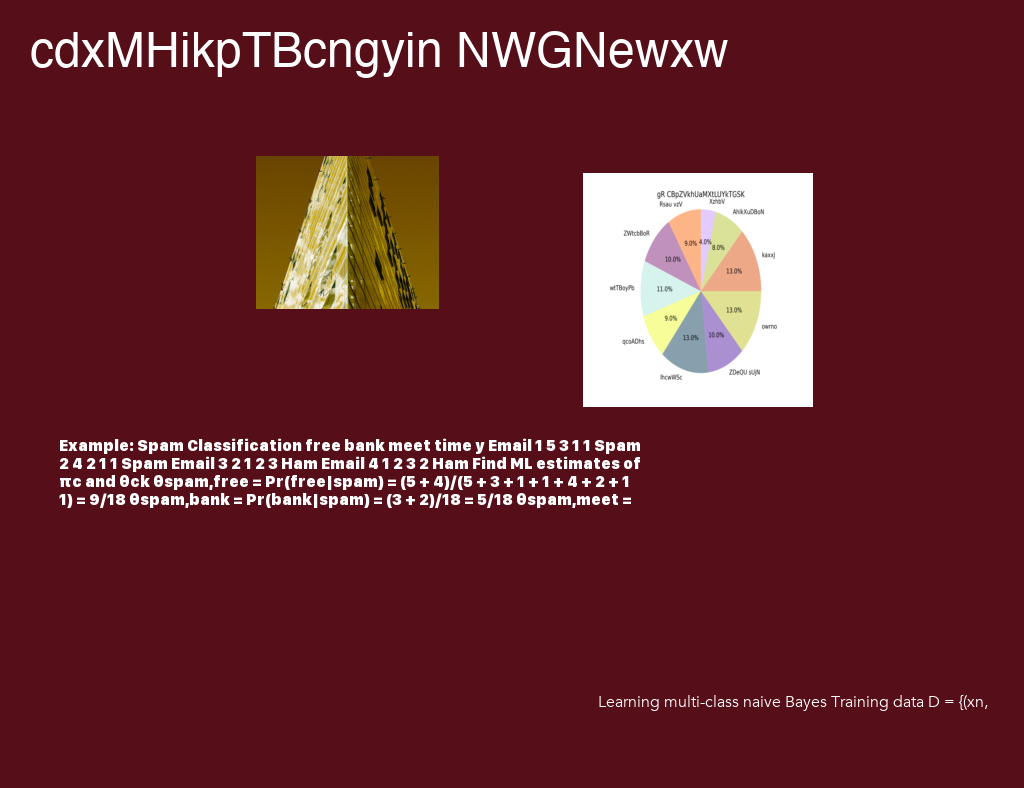 cdxMHikpTBcngyin NWGNewxw
gR CBpZVkhUaMXtLUYkTGSK
XzhbV
Rsau vzV
AhikXuDBoN
ZWtcbBoR
9.0%
4.0%
8.0%
kaxxJ
10.0%
13.0%
wtTBoyPb
11.0%
13.0%
9.0%
owrno
qcoADhs
13.0%
10.0%
IhcwWSc
ZDeQU sUjN
Example: Spam Classification free bank meet time y Email 1 5 3 1 1 Spam
2 4 2 1 1 Spam Email 3 2 1 2 3 Ham Email 4 1 2 3 2 Ham Find ML estimates of
πc and θck θspam,free = Pr(free|spam) = (5 + 4)/(5 + 3 + 1 + 1 + 4 + 2 + 1
1) = 9/18 θspam,bank = Pr(bank|spam) = (3 + 2)/18 = 5/18 θspam,meet =
Learning multi-class naive Bayes Training data D = {(xn,